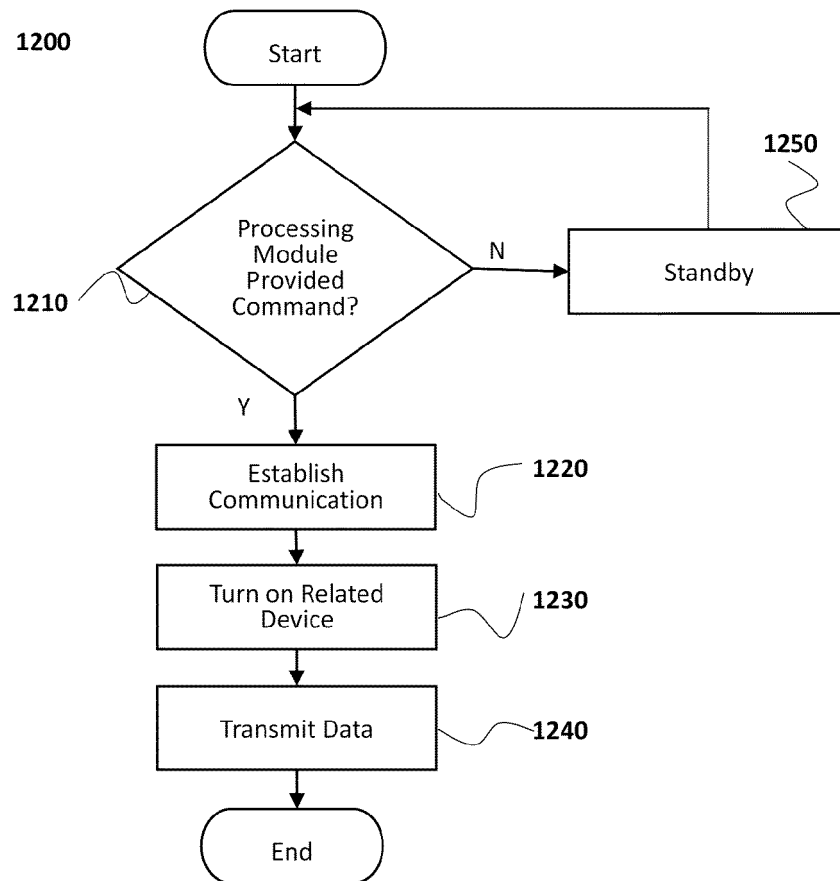 1200
Start
1250
Processing
Module
Provided
Command?
N
Standby
1210
Y
Establish
Communication
1220
Turn on Related
Device
1230
Transmit Data
1240
End